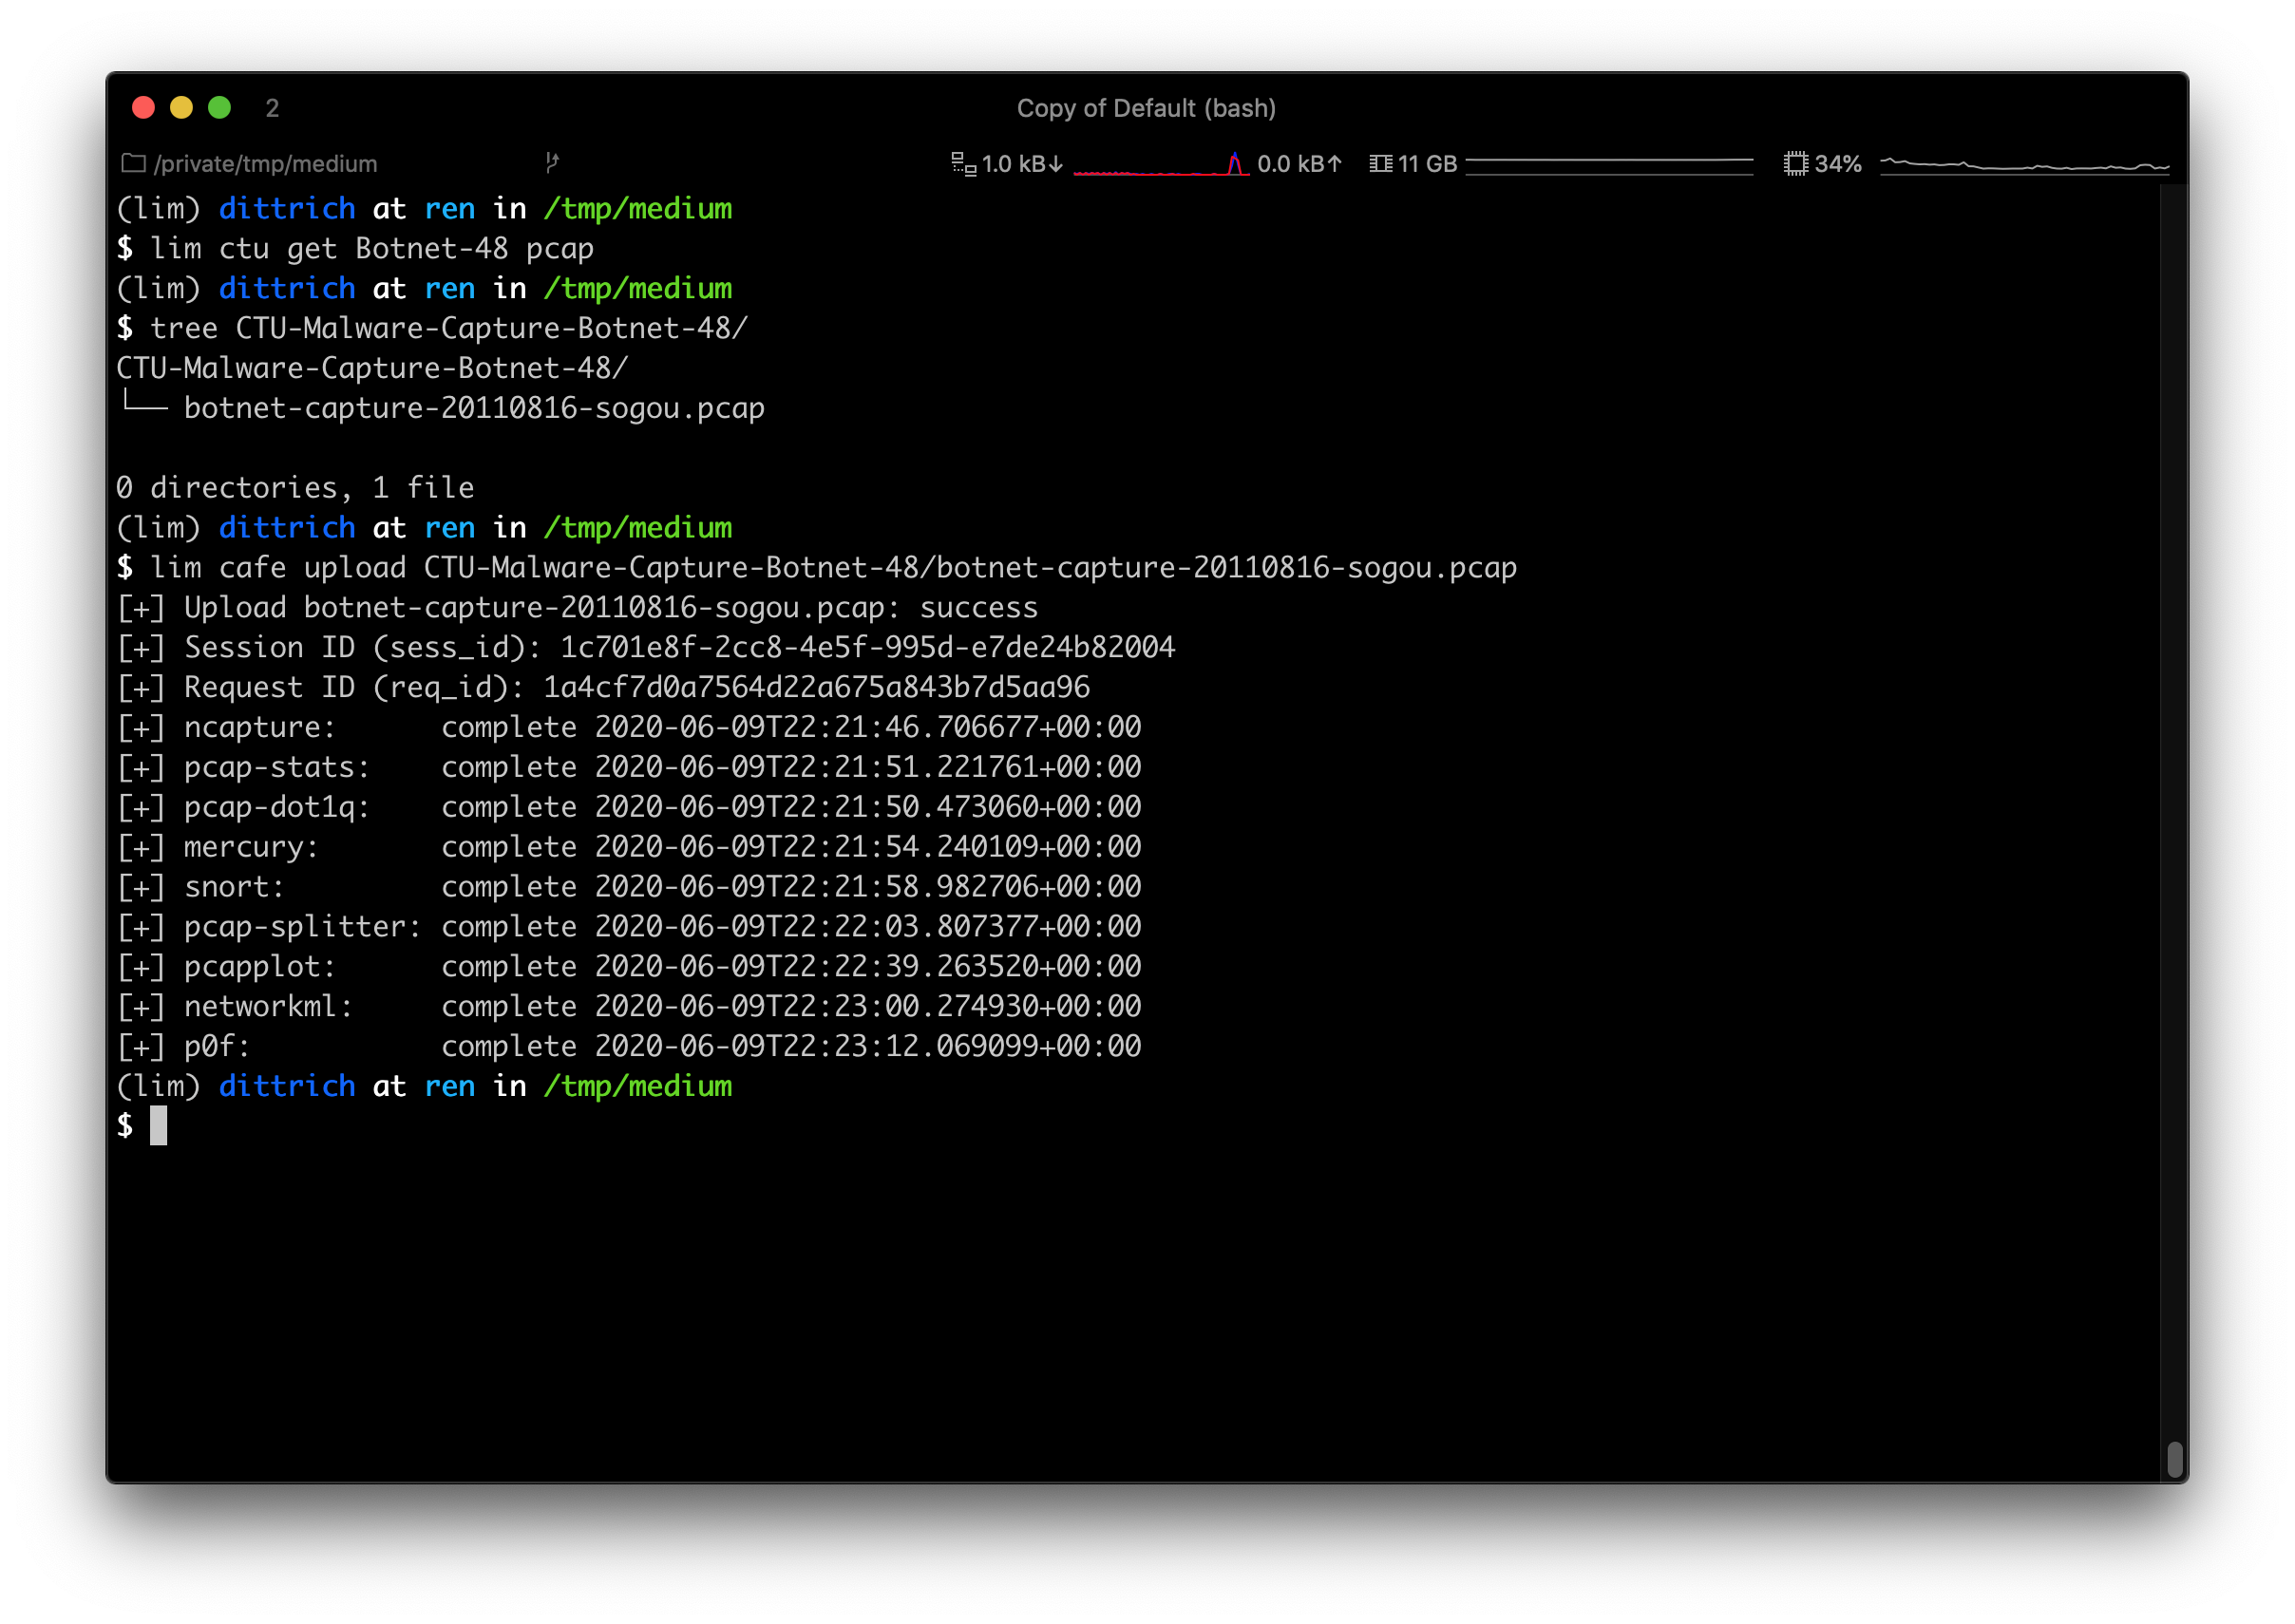 2
Copy of Default (bash)
/private/tmp/medium 1.0 kB↓ 0.0 kB↑ 11 GB 34%
(lim) dittrich at ren in /tmp/medium
$ lim ctu get Botnet-48 pcap
(lim) dittrich at ren in /tmp/medium
$ tree CTU-Malware-Capture-Botnet-48/
CTU-Malware-Capture-Botnet-48/
└── botnet-capture-20110816-sogou.pcap
0 directories, 1 file
(lim) dittrich at ren in /tmp/medium
$ lim cafe upload CTU-Malware-Capture-Botnet-48/botnet-capture-20110816-sogou.pcap
[+] Upload botnet-capture-20110816-sogou.pcap: success
[+] Session ID (sess_id): 1c701e8f-2cc8-4e5f-995d-e7de24b82004
[+] Request ID (req_id): 1a4cf7d0a7564d22a675a843b7d5aa96
[+] ncapture:      complete 2020-06-09T22:21:46.706677+00:00
[+] pcap-stats:    complete 2020-06-09T22:21:51.221761+00:00
[+] pcap-dot1q:    complete 2020-06-09T22:21:50.473060+00:00
[+] mercury:       complete 2020-06-09T22:21:54.240109+00:00
[+] snort:         complete 2020-06-09T22:21:58.982706+00:00
[+] pcap-splitter: complete 2020-06-09T22:22:03.807377+00:00
[+] pcapplot:      complete 2020-06-09T22:22:39.263520+00:00
[+] networkml:     complete 2020-06-09T22:23:00.274930+00:00
[+] p0f:           complete 2020-06-09T22:23:12.069099+00:00
(lim) dittrich at ren in /tmp/medium
$